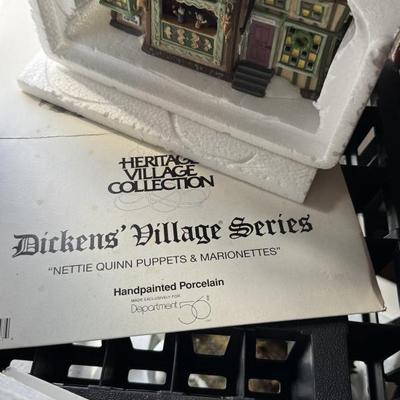 HERITAGE
VILLAGE
COLLECTION
Dickens' Village® Series
"NETTIE QUINN PUPPETS & MARIONETTES"
Handpainted Porcelain
MADE EXCLUSIVELY FOR
Department 56